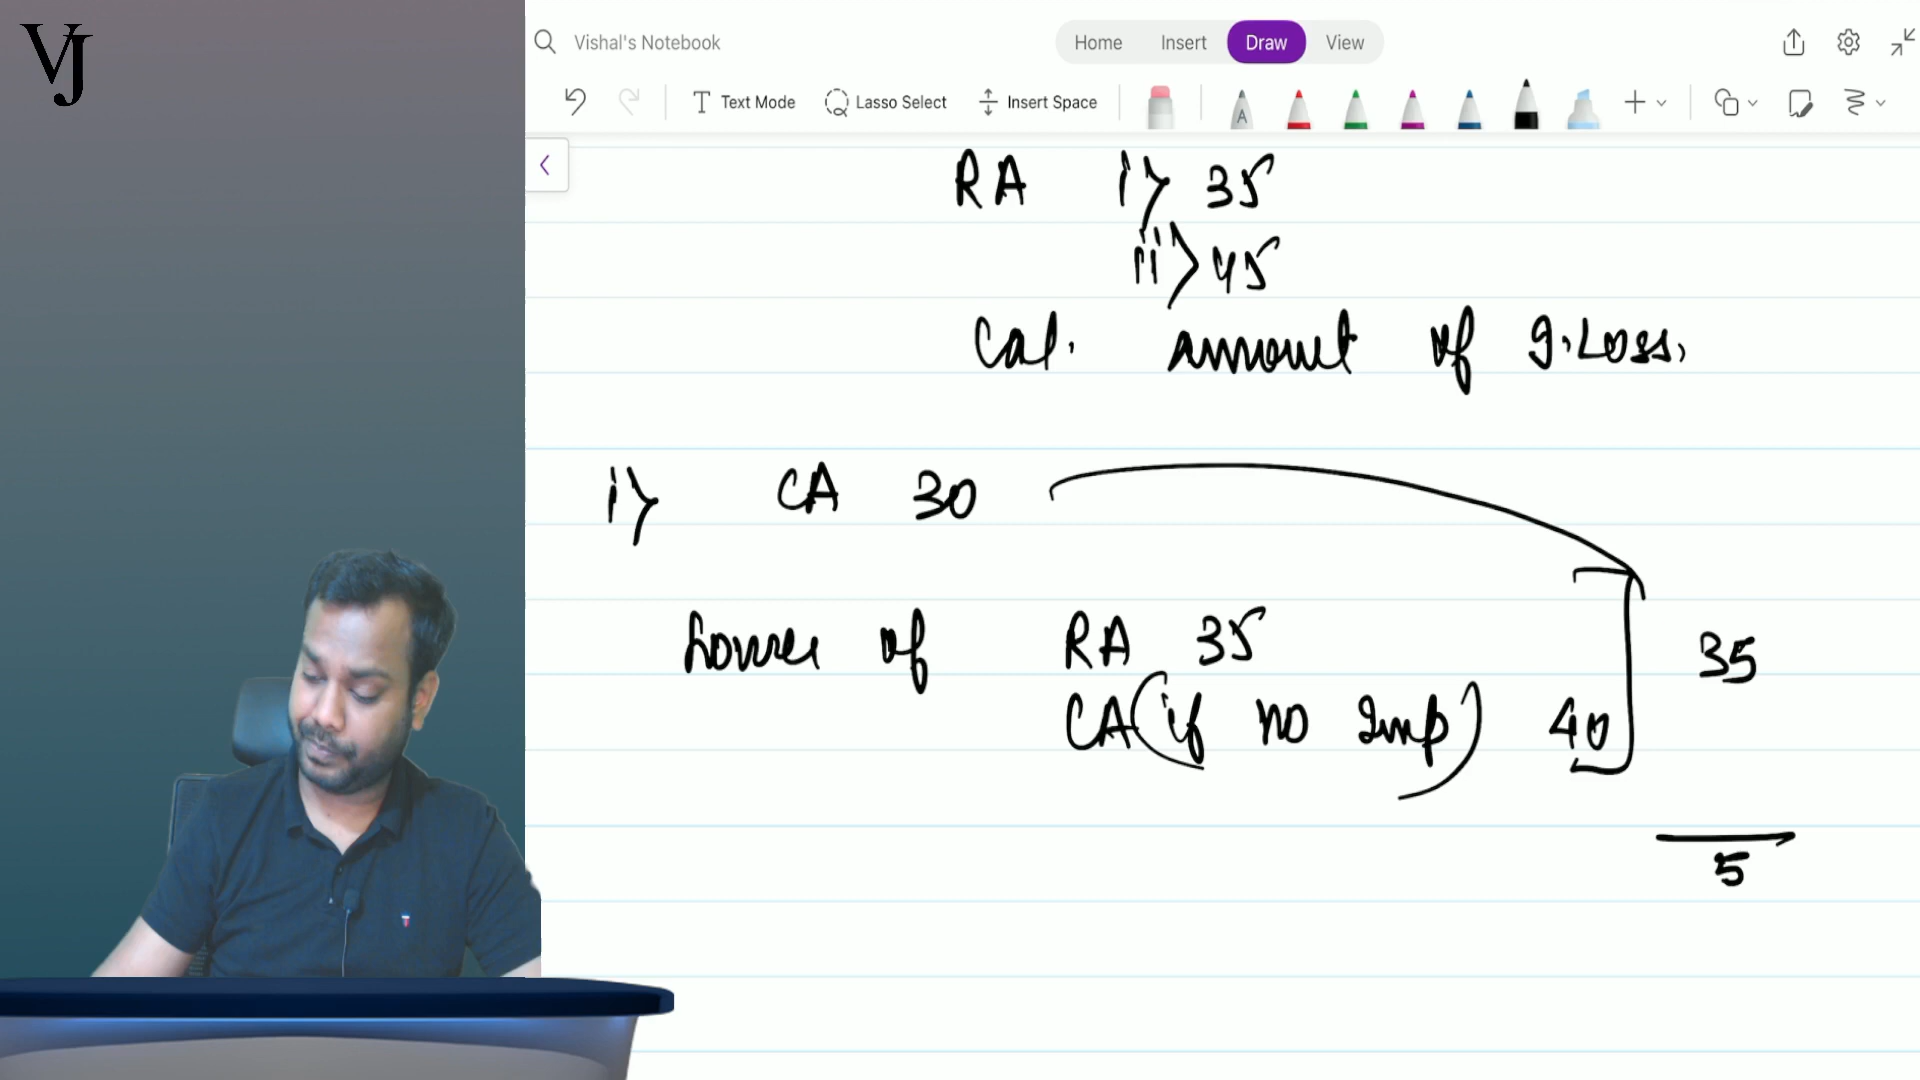 VJ
Vishal's Notebook
Home Insert Draw View
Text Mode Lasso Select Insert Space
A
RA i> 35
ii> 45
Cal. amount of I.Loss.
i> CA 30
Lower of RA 35
35
CA (if no Imp) 40
5